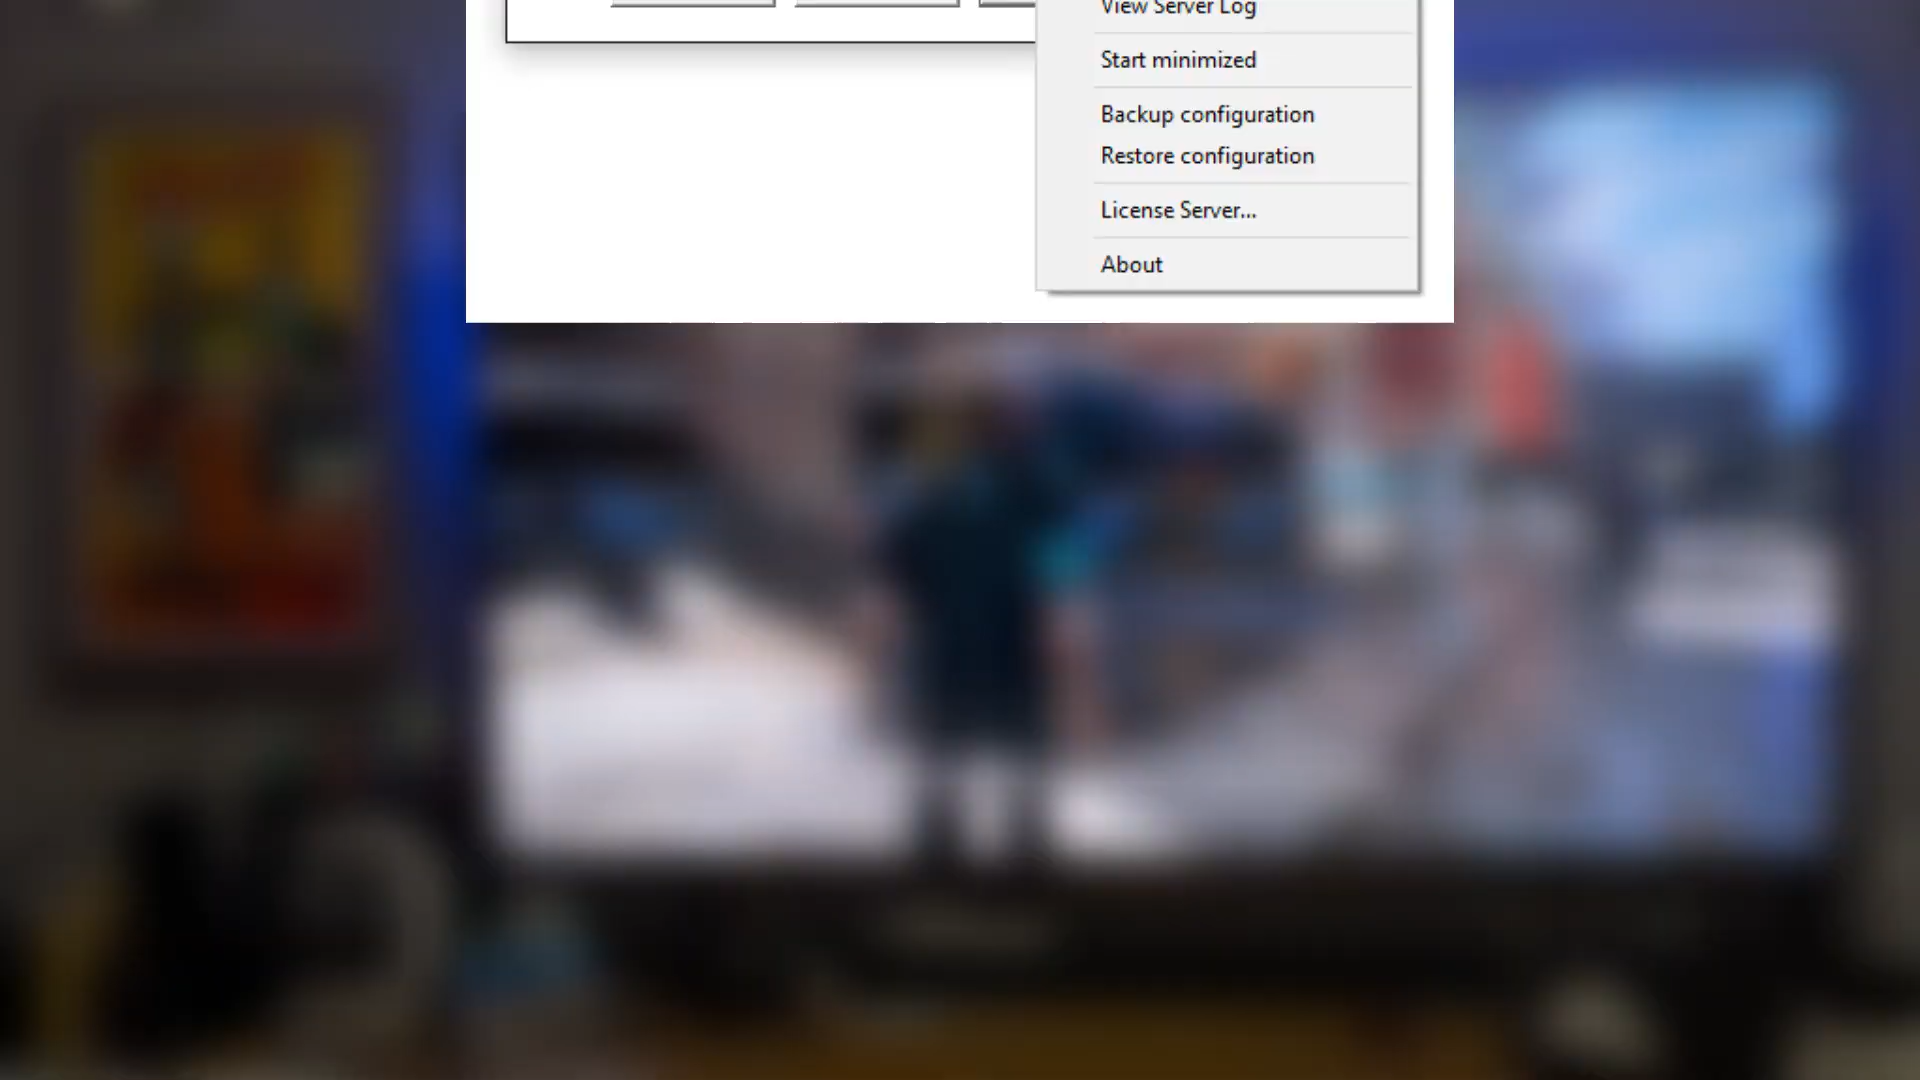 View Server Log
Start minimized
Backup configuration
Restore configuration
License Server...
About